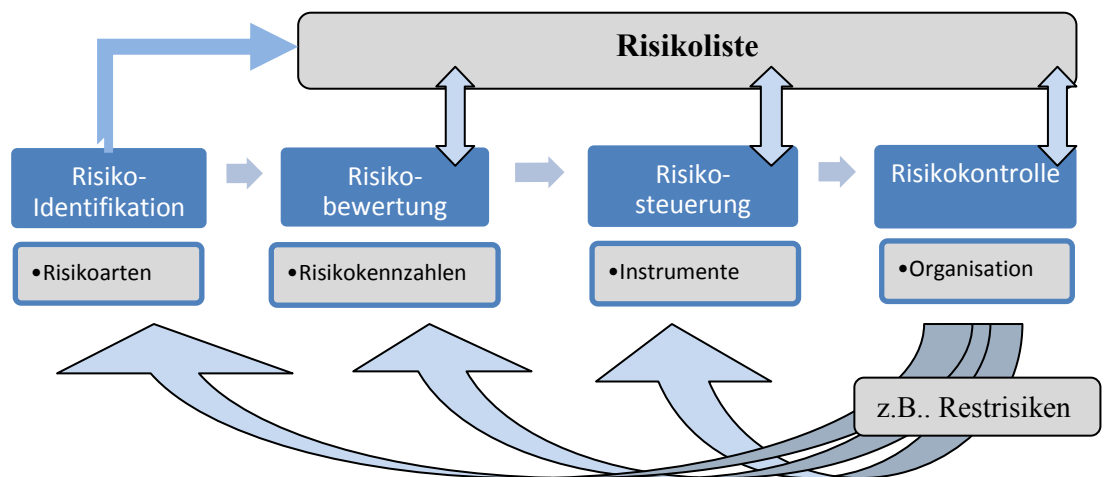 Risikoliste
Risiko-
Identifikation
Risiko-
bewertung
Risiko-
steuerung
Risikokontrolle
•Risikoarten
•Risikokennzahlen
•Instrumente
•Organisation
z.B.. Restrisiken